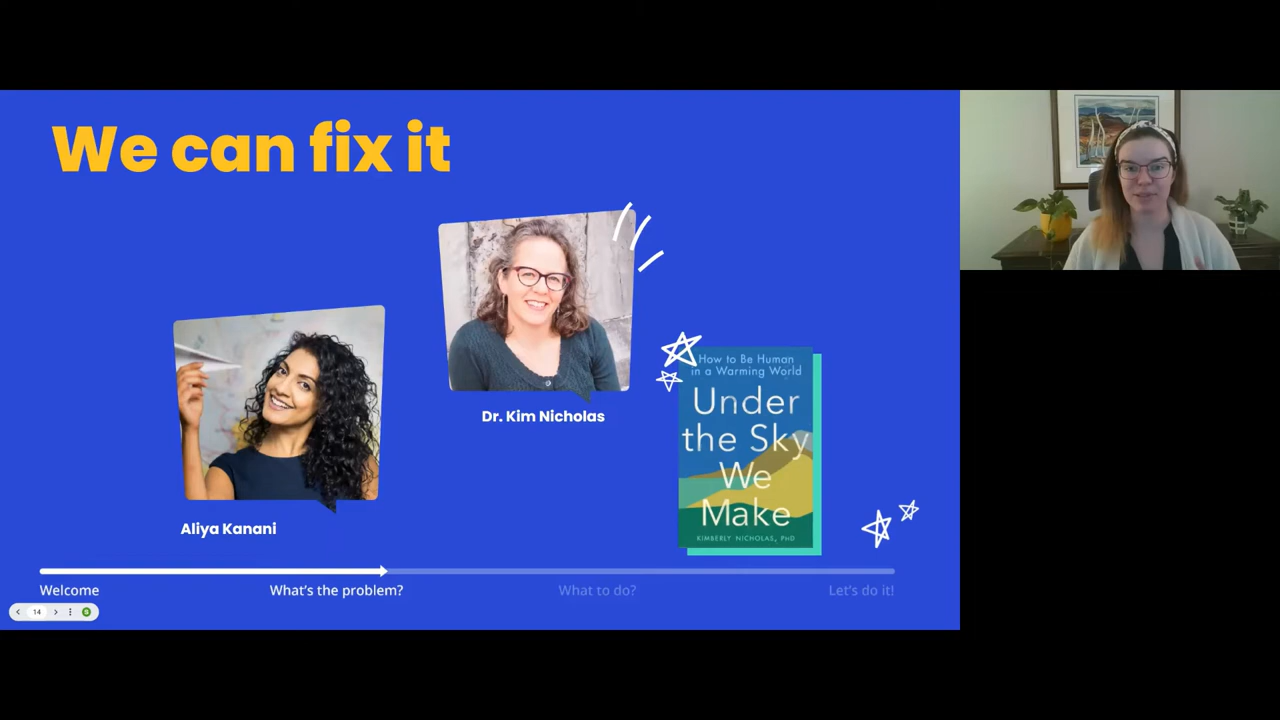 We can fix it
Dr. Kim Nicholas
How to Be Human
in a Warming World
Under
the Sky
We
Make
KIMBERLY NICHOLAS, PhD
Aliya Kanani
Welcome
What's the problem?
What to do?
Let's do it!
14